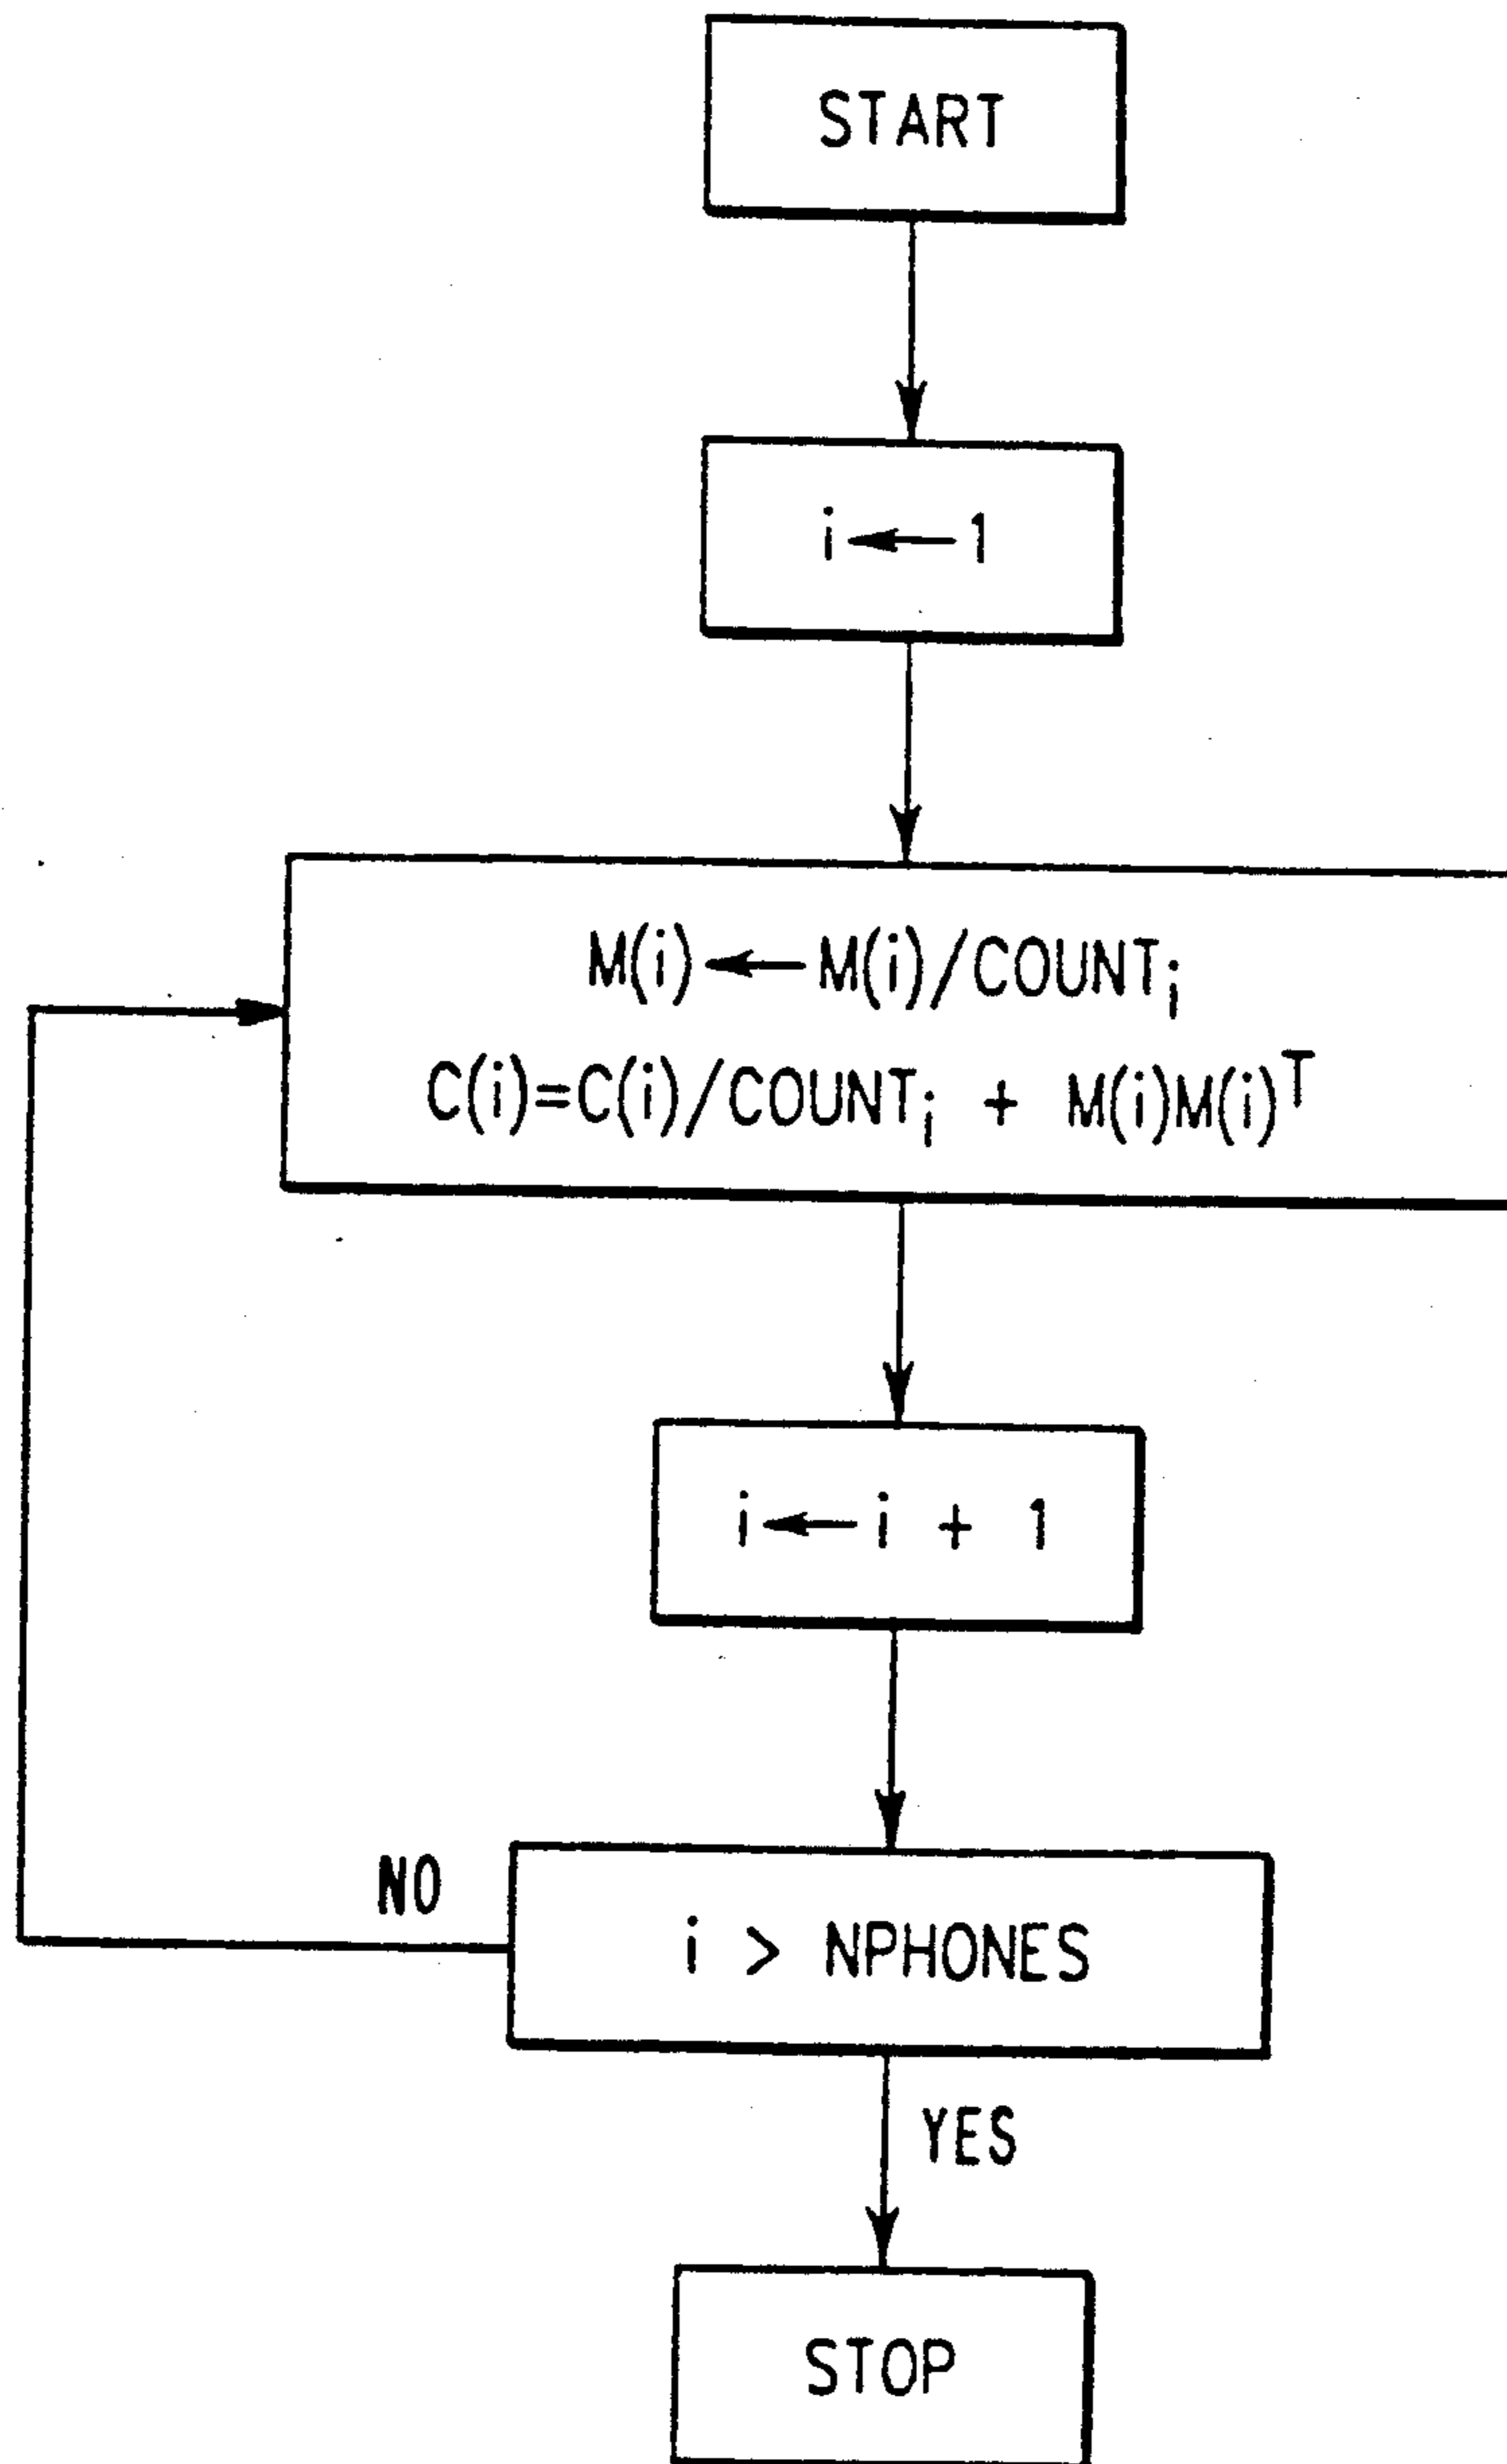 START
i ← 1
M(i) ← M(i)/COUNTᵢ
C(i)=C(i)/COUNTᵢ + M(i)M(i)ᵀ
i ← i + 1
NO
i > NPHONES
YES
STOP